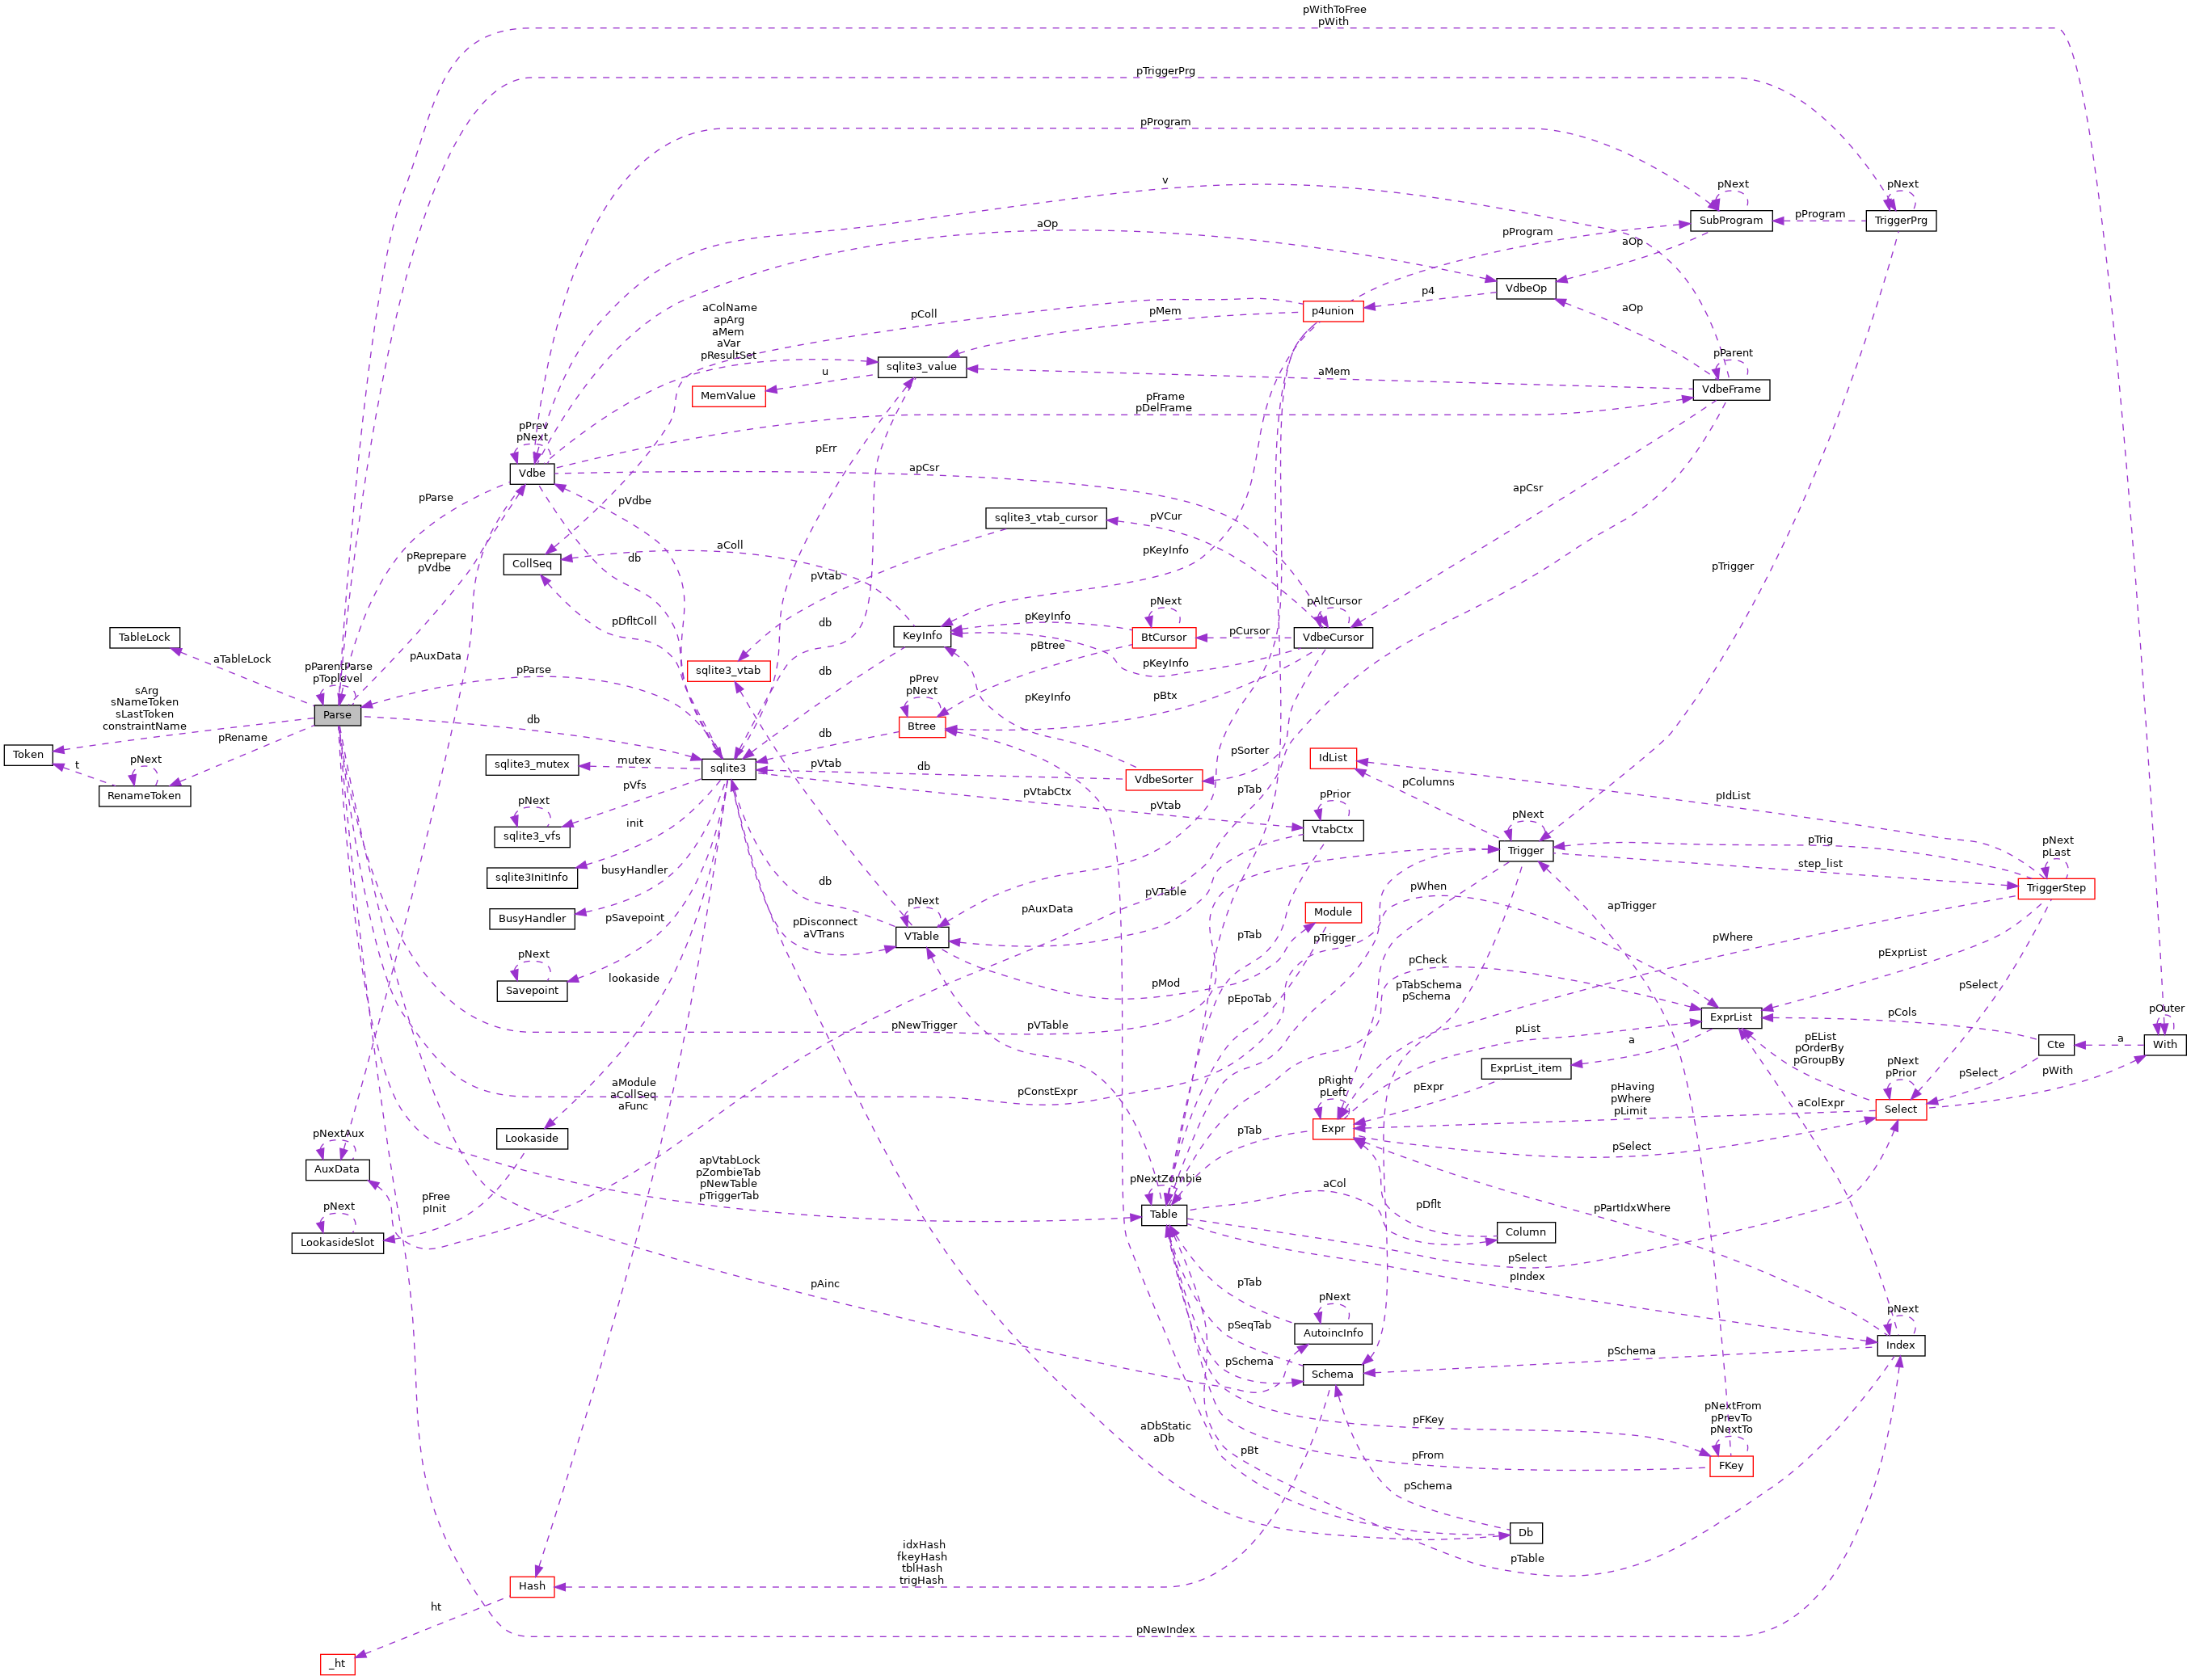 pWithToFree
pWith
pTriggerPrg
pProgram
v
pNext
pNext
SubProgram
pProgram
TriggerPrg
aOp
pProgram
aOp
VdbeOp
p4
aOp
p4union
pMem
pColl
aColName
apArg
aMem
aVar
pResultSet
sqlite3_value
u
MemValue
aMem
pParent
VdbeFrame
pFrame
pDelFrame
pPrev
pNext
Vdbe
pErr
apCsr
apCsr
pParse
pVdbe
sqlite3_vtab_cursor
pVCur
pReprepare
pVdbe
db
CollSeq
aColl
pKeyInfo
pTrigger
pVtab
pAltCursor
pNext
pDfltColl
db
TableLock
KeyInfo
pKeyInfo
BtCursor
pCursor
VdbeCursor
pBtree
pKeyInfo
aTableLock
pAuxData
pParentParse
pToplevel
pParse
sqlite3_vtab
db
pPrev
pNext
pKeyInfo
pBtx
sArg
sNameToken
sLastToken
constraintName
Parse
db
Btree
db
pRename
Token
t
pNext
RenameToken
sqlite3_mutex
mutex
sqlite3
pVtab
db
pSorter
VdbeSorter
IdList
pColumns
pIdList
pVfs
pVtabCtx
pVtab
pTab
pPrior
VtabCtx
pNext
sqlite3_vfs
init
pNext
Trigger
pTrig
step_list
pNext
pLast
TriggerStep
sqlite3InitInfo
busyHandler
db
pVTable
pWhen
apTrigger
BusyHandler
pSavepoint
pDisconnect
aVTrans
pNext
VTable
pAuxData
Module
pTab
pTrigger
pWhere
pExprList
pNext
Savepoint
lookaside
pMod
pCheck
pTabSchema
pSchema
pSelect
pEpoTab
pNewTrigger
pVTable
ExprList
pCols
pOuter
pList
a
pEList
pOrderBy
pGroupBy
Cte
a
With
ExprList_item
pExpr
pNext
pPrior
pSelect
pWith
aModule
aCollSeq
aFunc
pConstExpr
pRight
pLeft
pHaving
pWhere
pLimit
Select
aColExpr
Lookaside
pNextAux
AuxData
pTab
Expr
pSelect
apVtabLock
pZombieTab
pNewTable
pTriggerTab
pNextZombie
Table
aCol
pDflt
pPartIdxWhere
pFree
pInit
pNext
LookasideSlot
Column
pSelect
pIndex
pAinc
pTab
pNext
AutoincInfo
pSeqTab
pNext
Index
pSchema
pSchema
Schema
aDbStatic
aDb
pFKey
pFrom
pNextFrom
pPrevTo
pNextTo
FKey
pBt
pSchema
Db
idxHash
fkeyHash
tblHash
trigHash
pTable
Hash
ht
pNewIndex
_ht